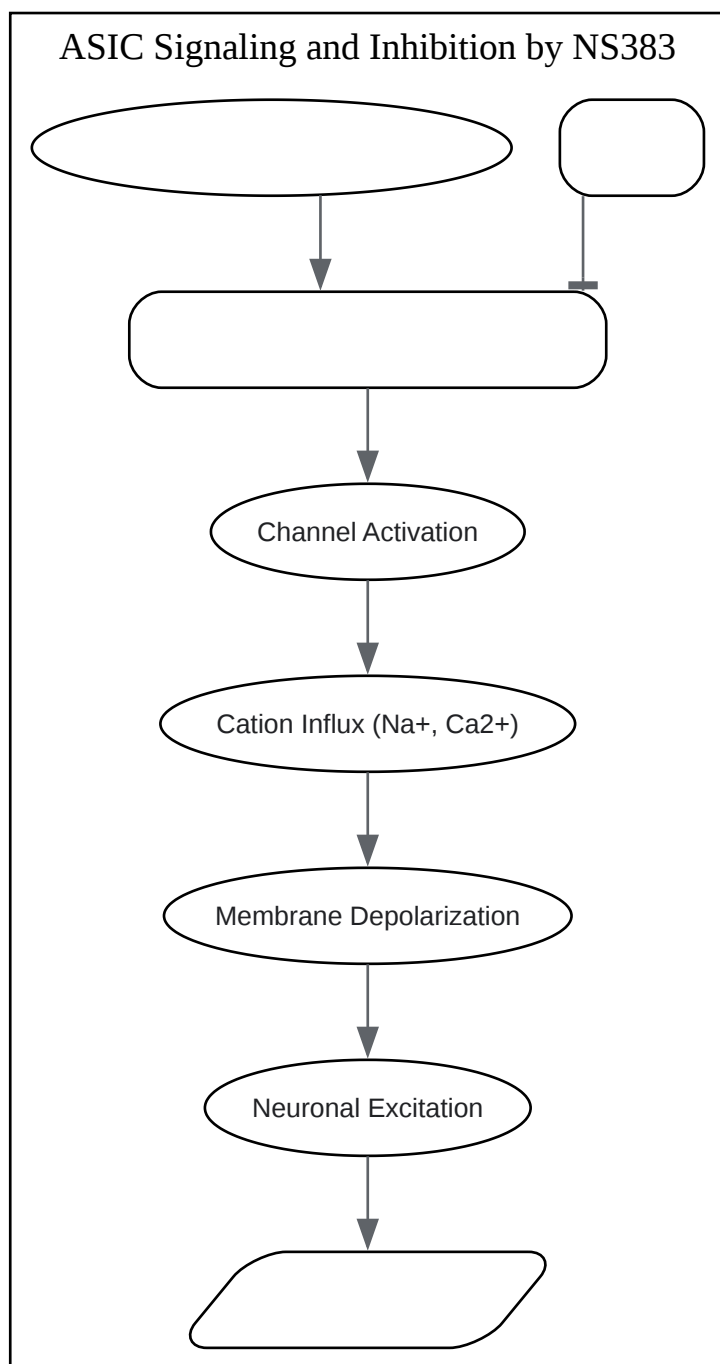 ASIC Signaling and Inhibition by NS383
Channel Activation
Cation Influx (Na+, Ca2+)
Membrane Depolarization
Neuronal Excitation